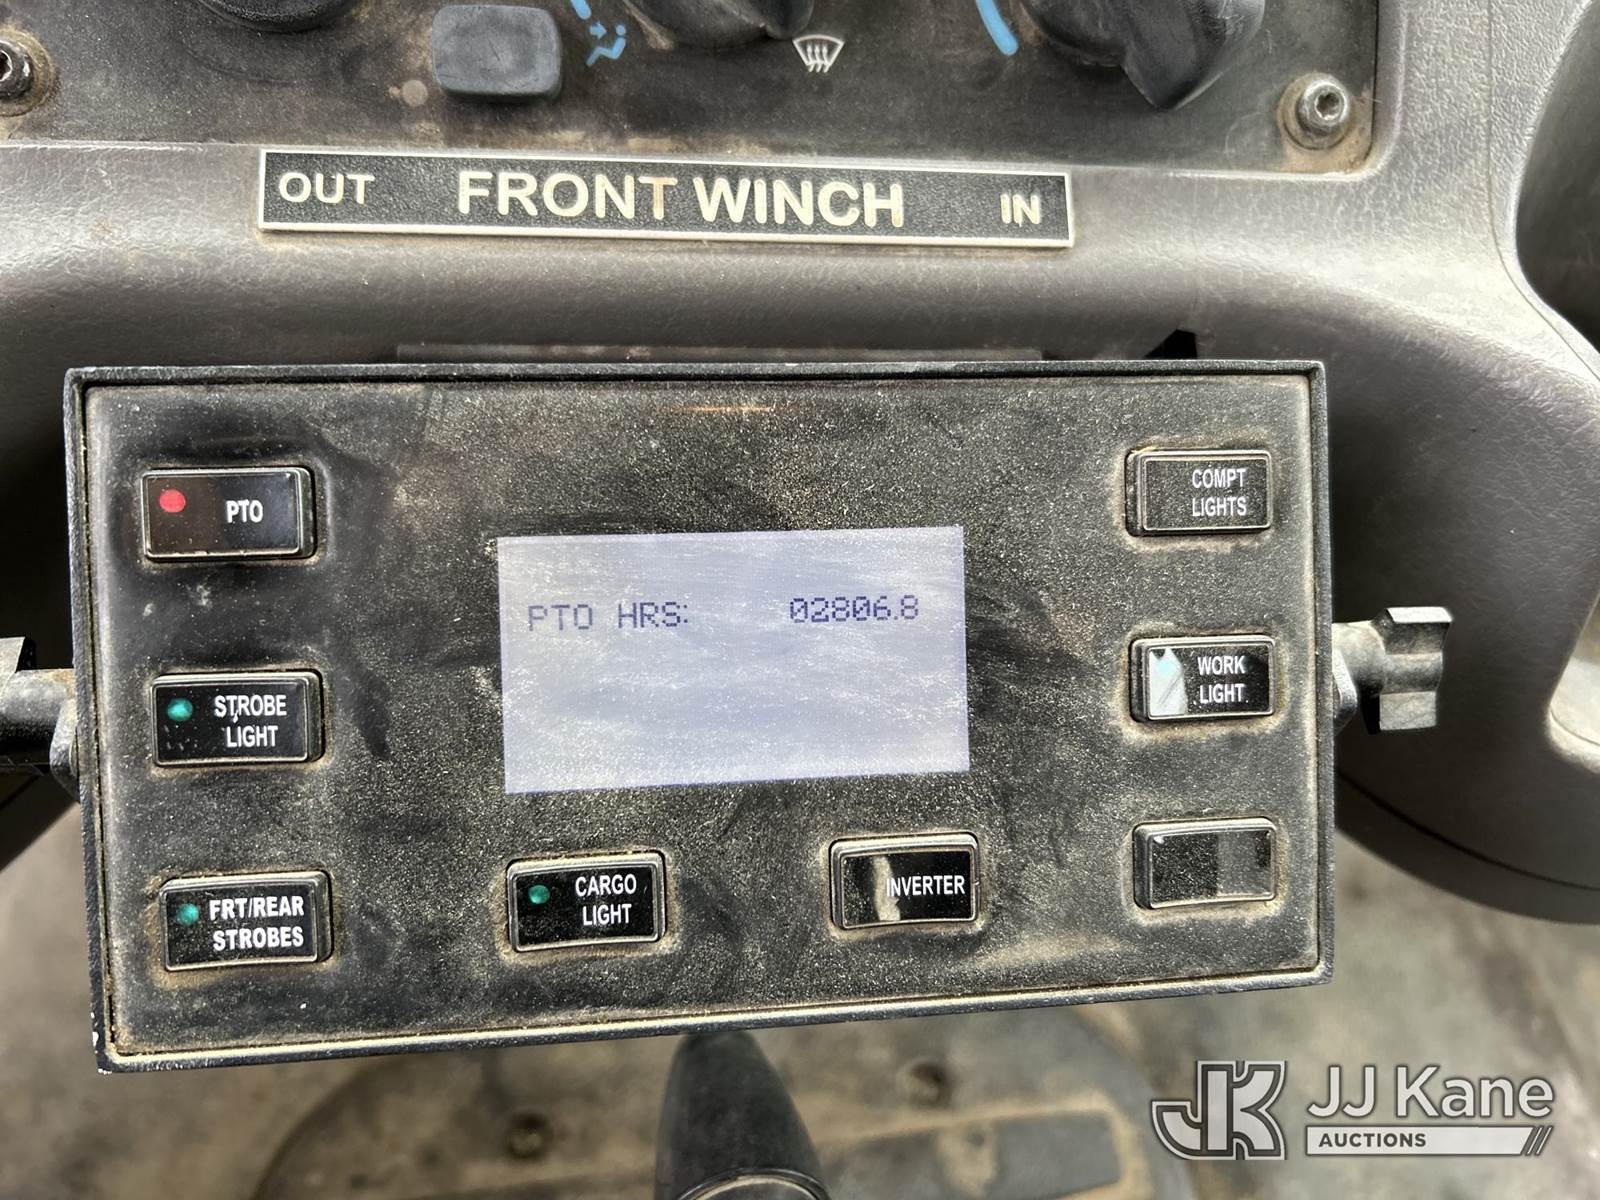 OUT FRONT WINCH IN
PTO
COMPT
LIGHTS
PTO HRS: 02806.8
STROBE
LIGHT
WORK
LIGHT
FRT/REAR
STROBES
CARGO
LIGHT
INVERTER
JK JJ Kane
AUCTIONS